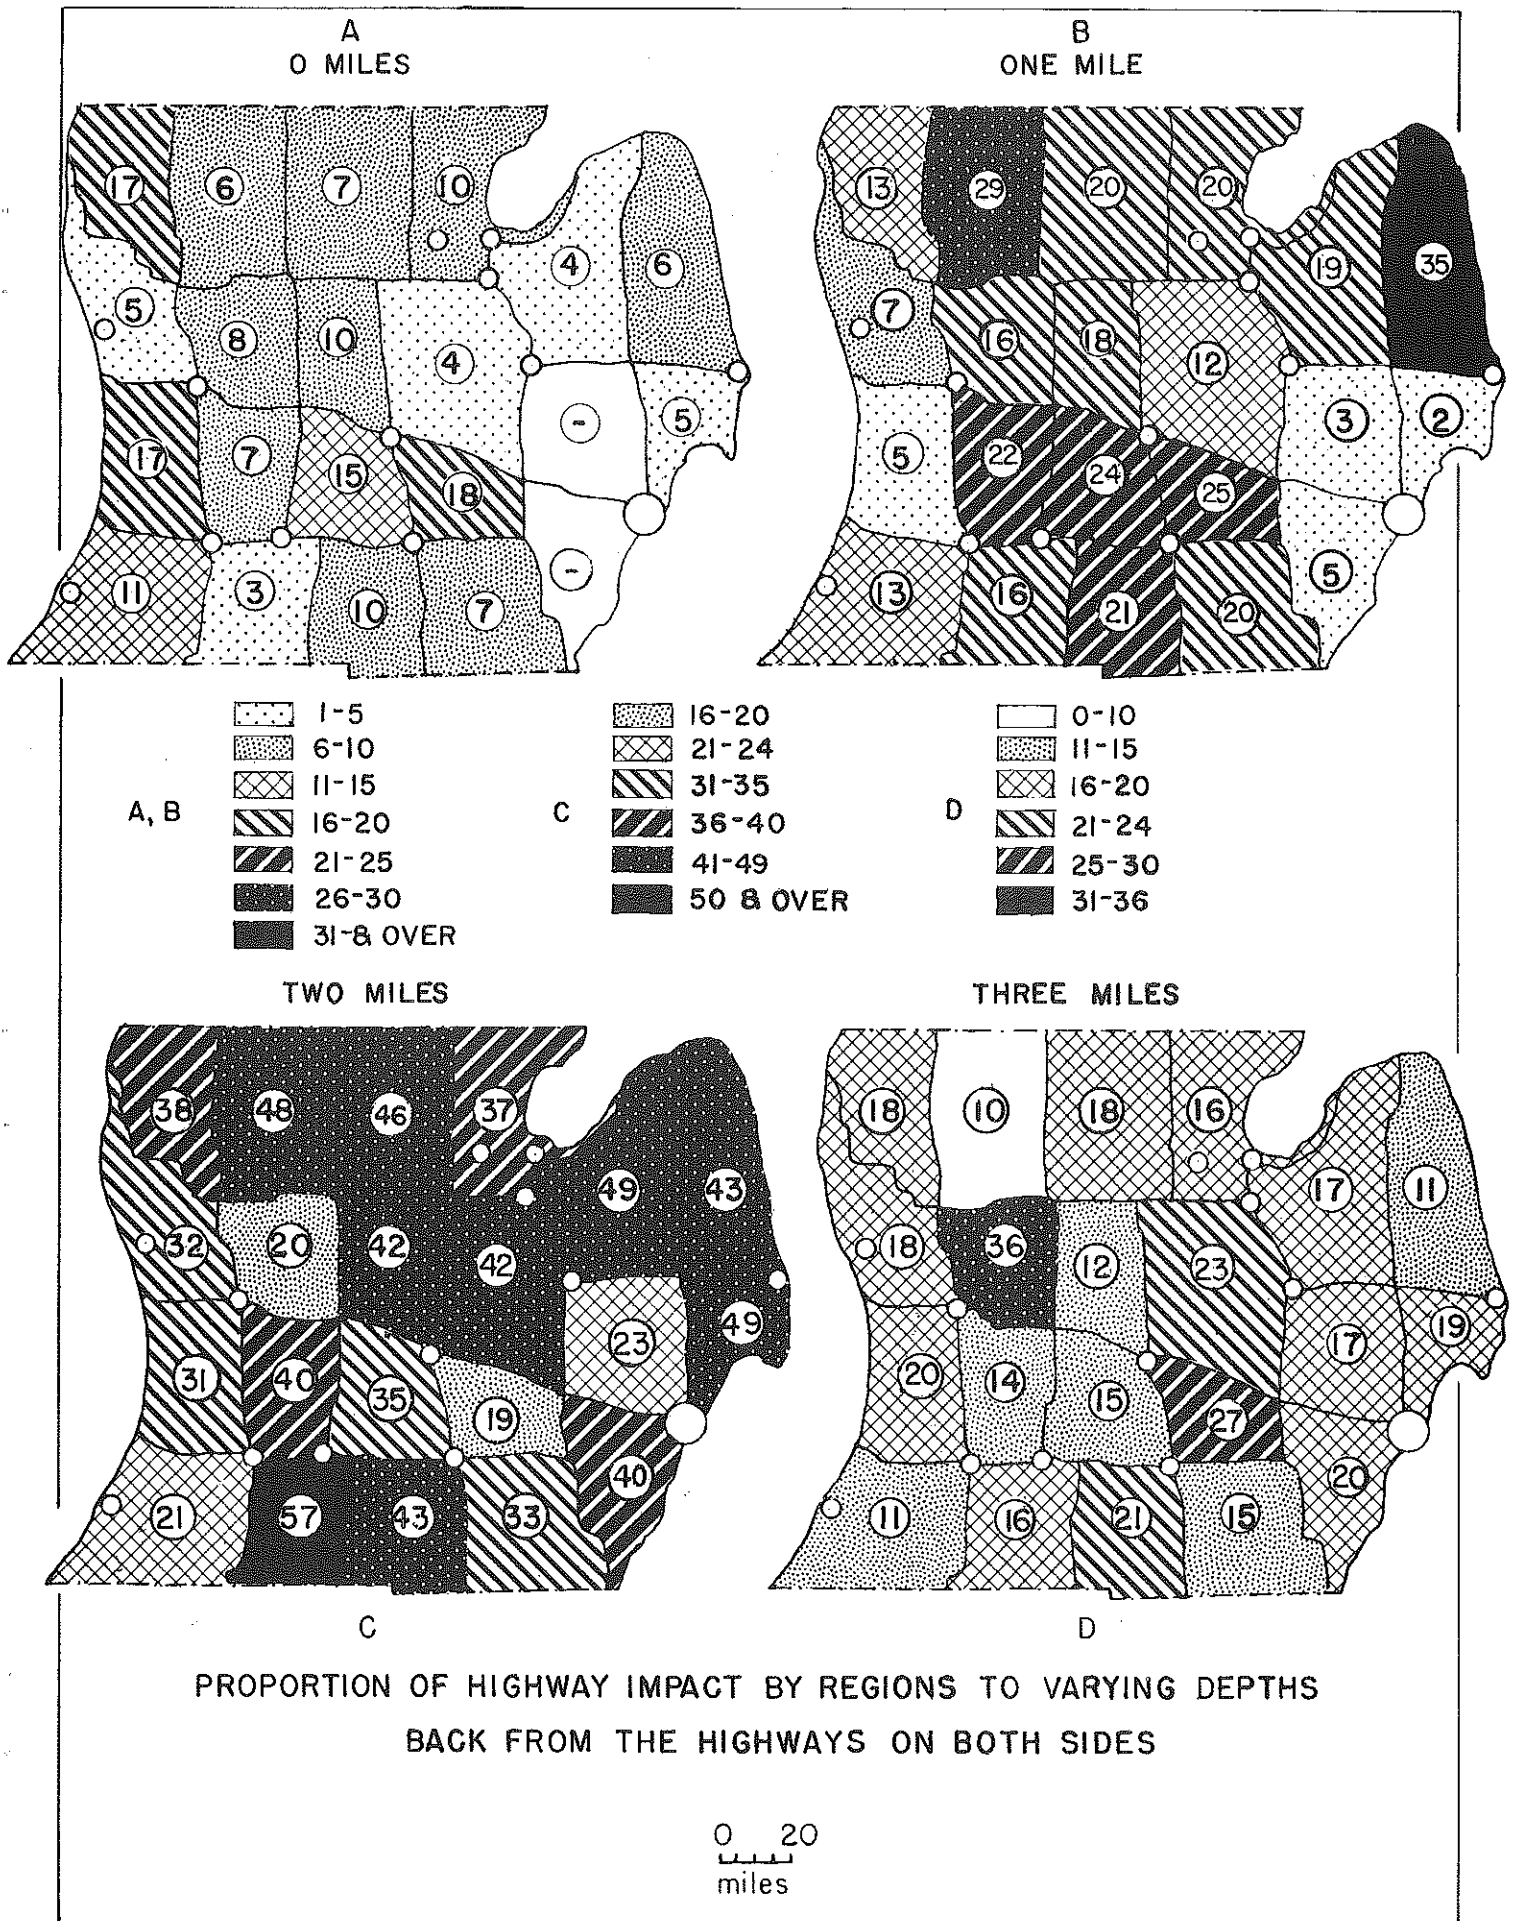 A
0 MILES
B
ONE MILE
17 6 7 10 4 6
5 8 10 4 - 5
17 7 15 18 -
11 3 10 7
13 29 20 20 19 35
7 16 18 12 3 2
5 22 24 25 5
13 16 21 20
A, B
1-5
6-10
11-15
16-20
21-25
26-30
31-& OVER
C
16-20
21-24
31-35
36-40
41-49
50 & OVER
D
0-10
11-15
16-20
21-24
25-30
31-36
TWO MILES
THREE MILES
38 48 46 37 49 43
32 20 42 42 23 49
31 40 35 19 40
21 57 43 33
18 10 18 16 17 11
18 36 12 23 17 19
20 14 15 27 20
11 16 21 15
C
D
PROPORTION OF HIGHWAY IMPACT BY REGIONS TO VARYING DEPTHS
BACK FROM THE HIGHWAYS ON BOTH SIDES
0 20
miles